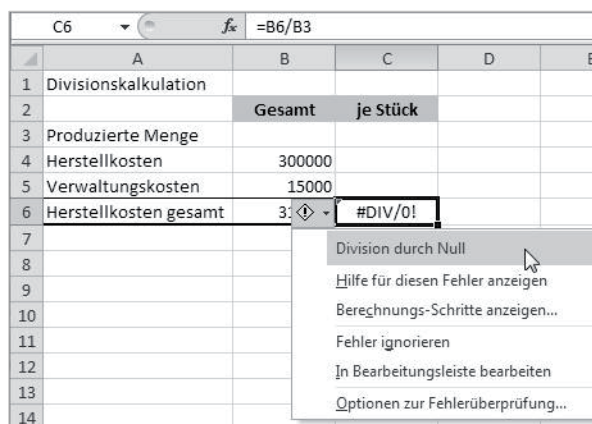 C6 fx =B6/B3
A B C D E
1 Divisionskalkulation
2 Gesamt je Stück
3 Produzierte Menge
4 Herstellkosten 300000
5 Verwaltungskosten 15000
6 Herstellkosten gesamt 31 #DIV/0!
7 Division durch Null
8
9 Hilfe für diesen Fehler anzeigen
10 Berechnungs-Schritte anzeigen...
11 Fehler ignorieren
12 In Bearbeitungsleiste bearbeiten
13 Optionen zur Fehlerüberprüfung...
14